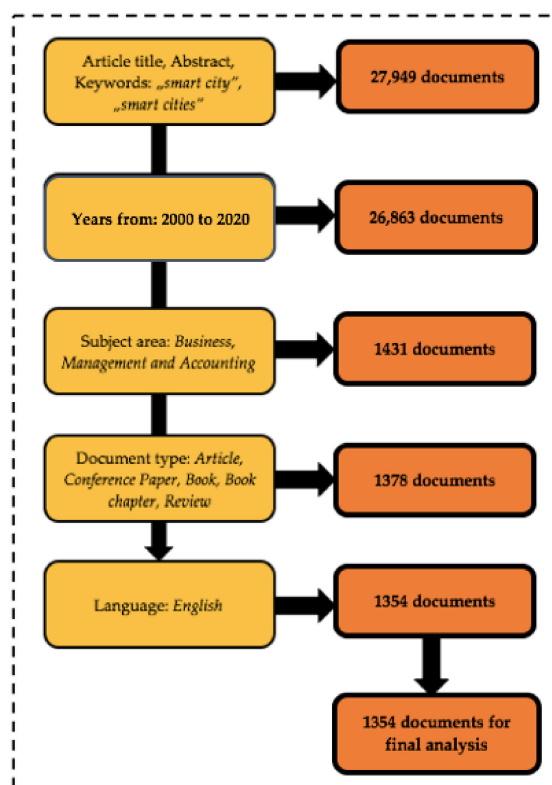 Article title, Abstract,
Keywords: „smart city”,
„smart cities”
27,949 documents
Years from: 2000 to 2020
26,863 documents
Subject area: Business,
Management and Accounting
1431 documents
Document type: Article,
Conference Paper, Book, Book
chapter, Review
1378 documents
Language: English
1354 documents
1354 documents for
final analysis